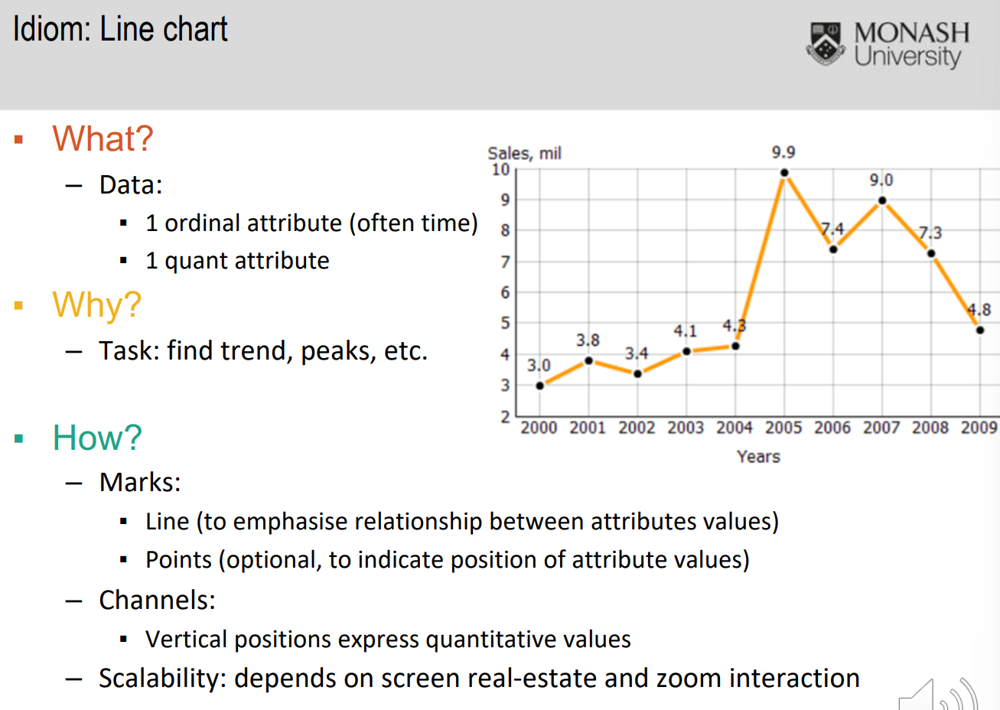 Idiom: Line chart
MONASH
University
▪ What?
– Data:
▪ 1 ordinal attribute (often time)
▪ 1 quant attribute
▪ Why?
– Task: find trend, peaks, etc.
▪ How?
– Marks:
▪ Line (to emphasise relationship between attributes values)
▪ Points (optional, to indicate position of attribute values)
– Channels:
▪ Vertical positions express quantitative values
– Scalability: depends on screen real-estate and zoom interaction
Sales, mil
10
9
8
7
6
5
4
3
2
3.0
3.8
3.4
4.1
4.3
9.9
7.4
9.0
7.3
4.8
2000 2001 2002 2003 2004 2005 2006 2007 2008 2009
Years